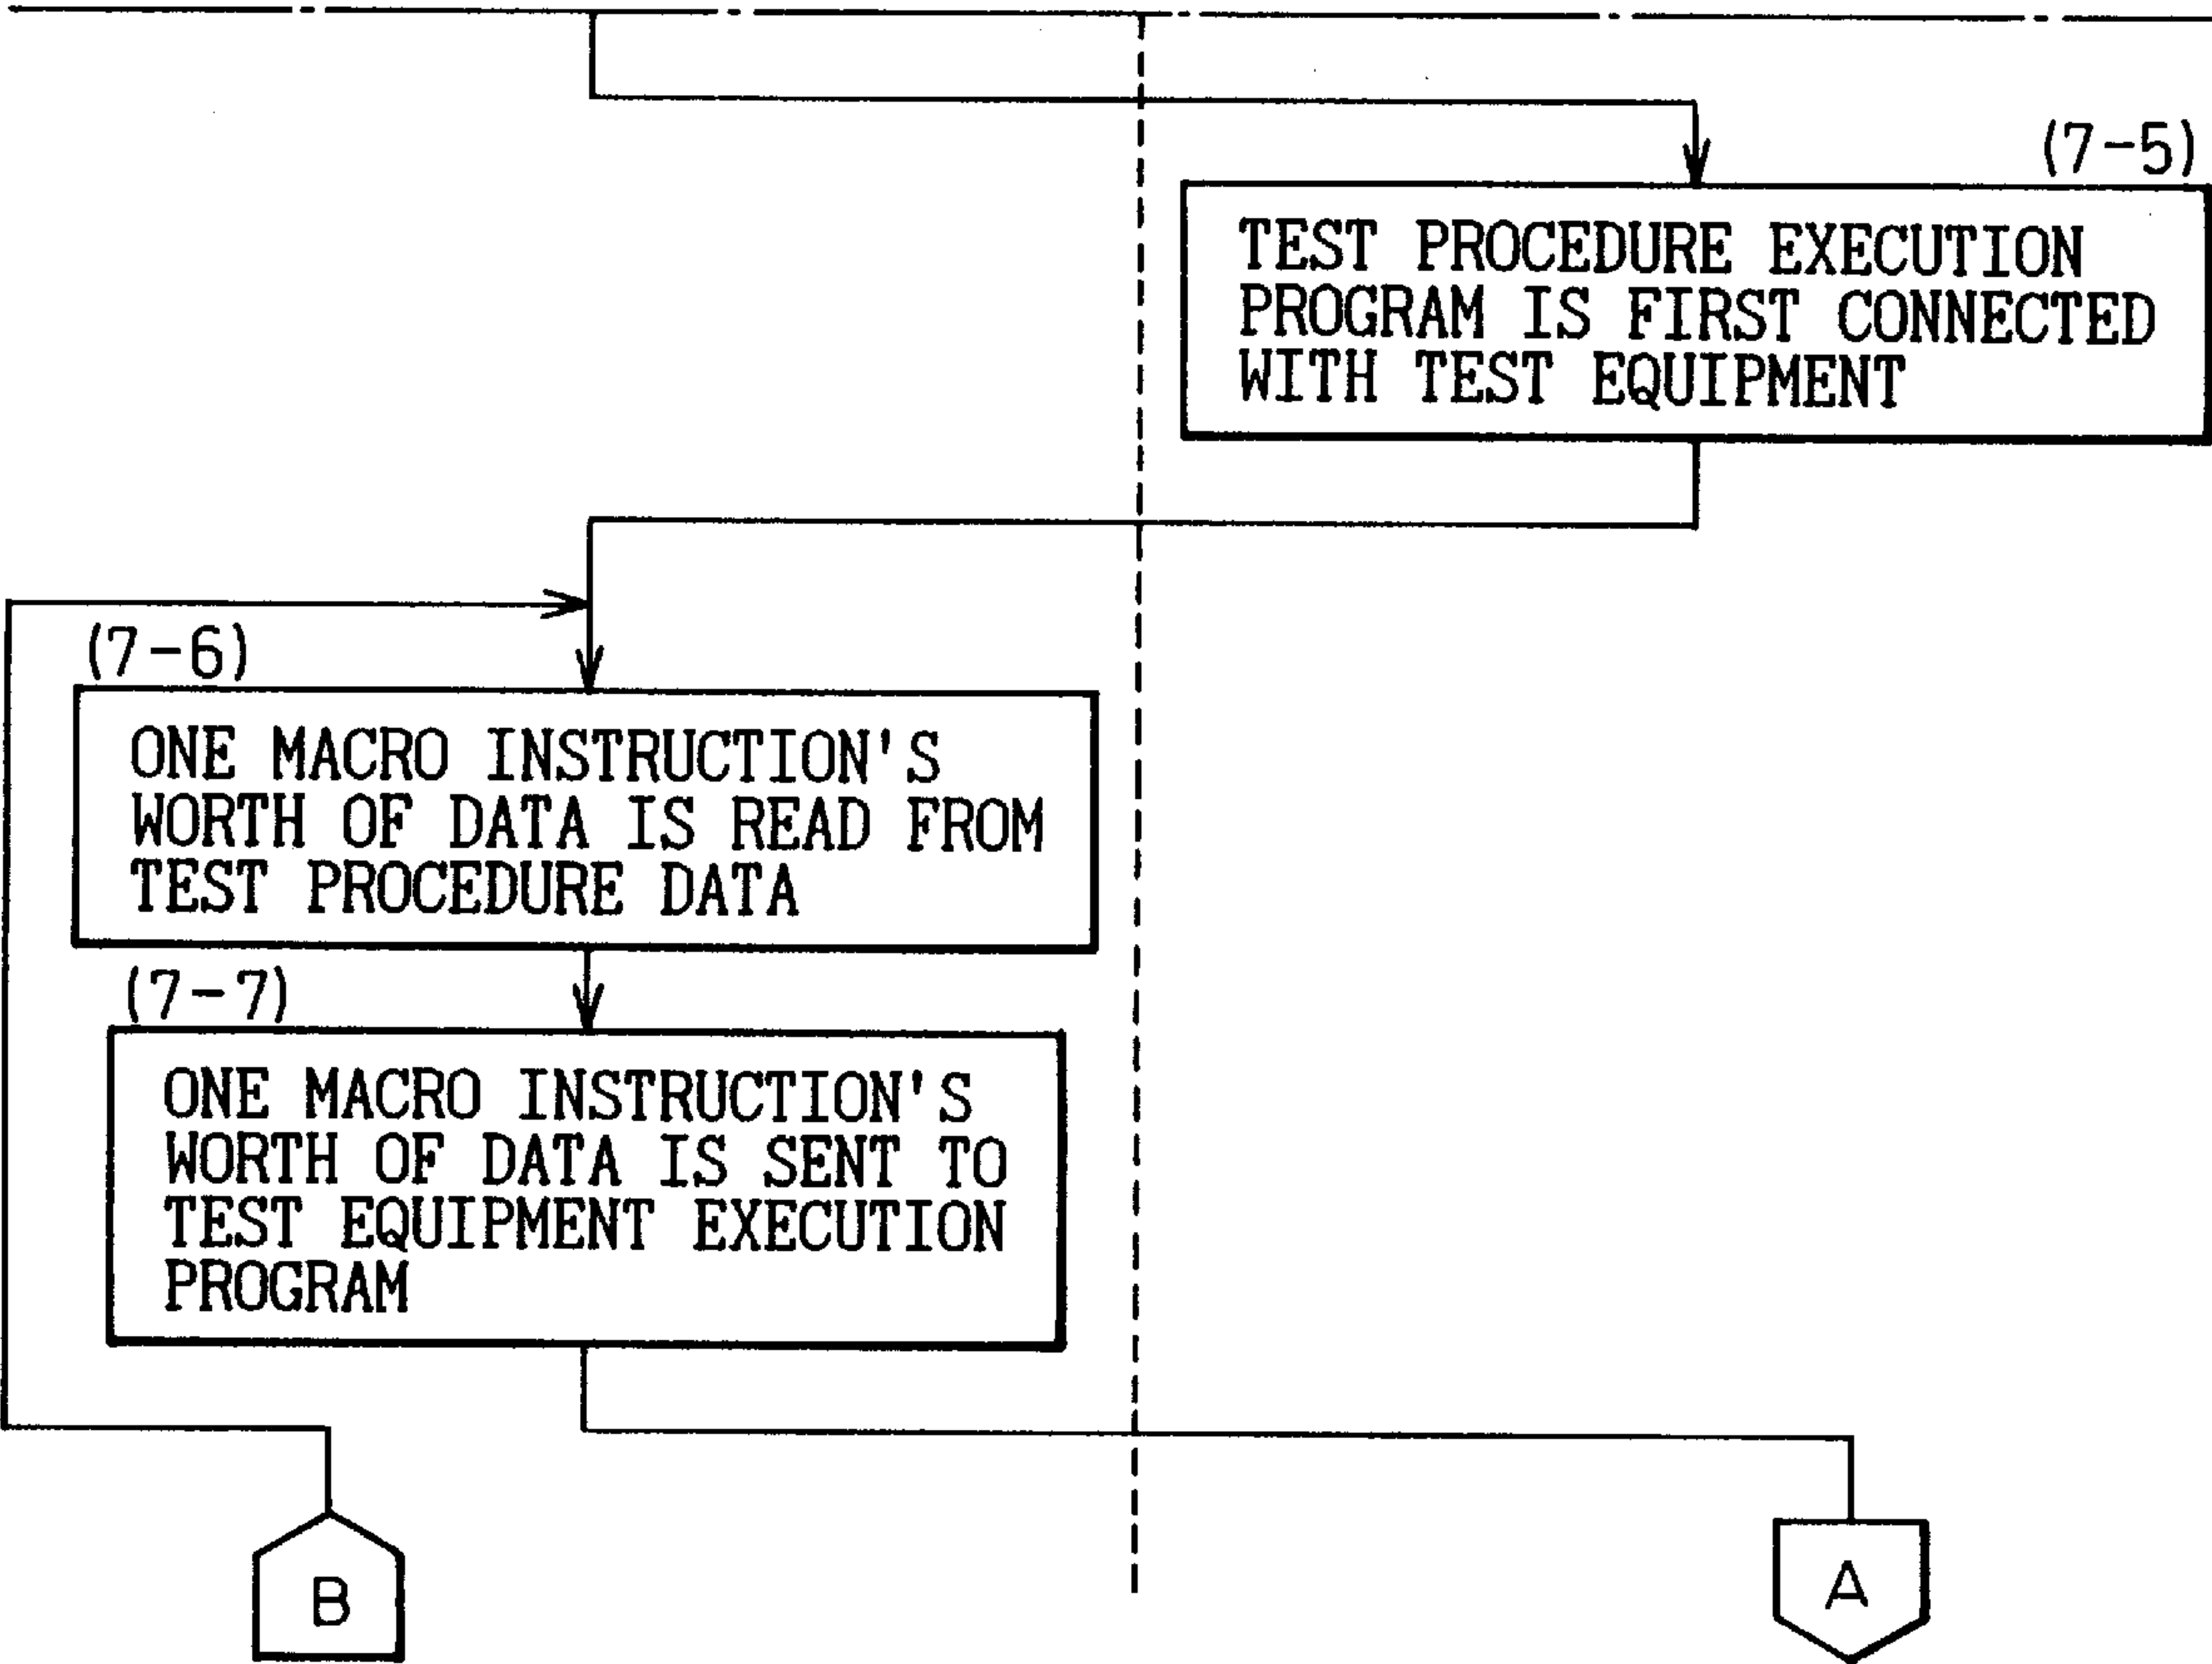 (7-5)
TEST PROCEDURE EXECUTION
PROGRAM IS FIRST CONNECTED
WITH TEST EQUIPMENT
(7-6)
ONE MACRO INSTRUCTION'S
WORTH OF DATA IS READ FROM
TEST PROCEDURE DATA
(7-7)
ONE MACRO INSTRUCTION'S
WORTH OF DATA IS SENT TO
TEST EQUIPMENT EXECUTION
PROGRAM
B
A